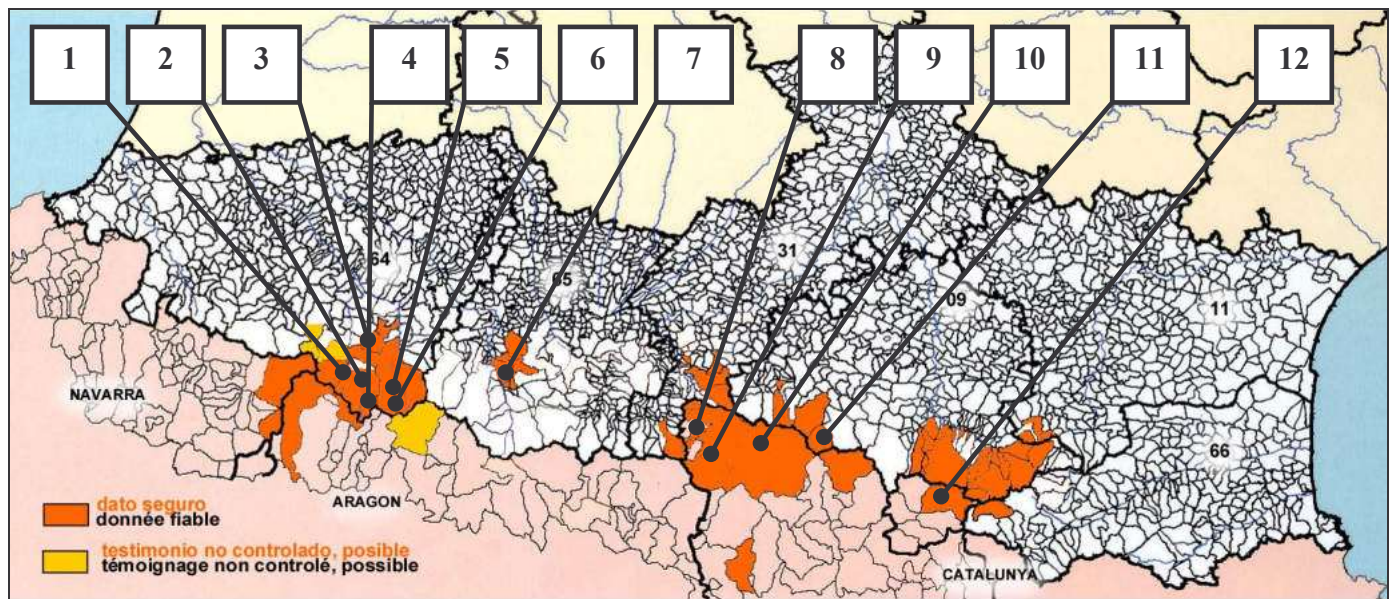 1 2 3 4 5 6 7 8 9 10 11 12
64
65
31
09
11
66
NAVARRA
ARAGON
CATALUNYA
dato seguro
donnée fiable
testimonio no controlado, posible
témoignage non contrôlé, possible